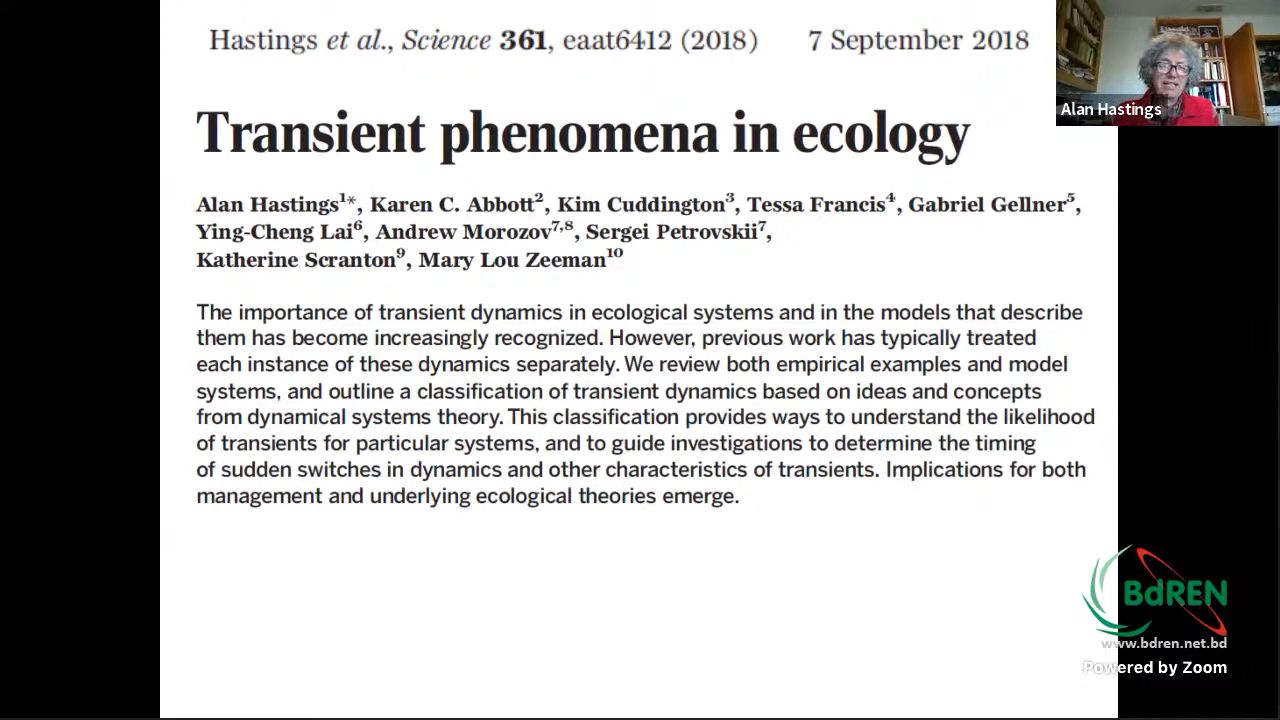 Hastings et al., Science 361, eaat6412 (2018) 7 September 2018
Alan Hastings
Transient phenomena in ecology
Alan Hastings1*, Karen C. Abbott2, Kim Cuddington3, Tessa Francis4, Gabriel Gellner5,
Ying-Cheng Lai6, Andrew Morozov7,8, Sergei Petrovskii7,
Katherine Scranton9, Mary Lou Zeeman10
The importance of transient dynamics in ecological systems and in the models that describe
them has become increasingly recognized. However, previous work has typically treated
each instance of these dynamics separately. We review both empirical examples and model
systems, and outline a classification of transient dynamics based on ideas and concepts
from dynamical systems theory. This classification provides ways to understand the likelihood
of transients for particular systems, and to guide investigations to determine the timing
of sudden switches in dynamics and other characteristics of transients. Implications for both
management and underlying ecological theories emerge.
BdREN
www.bdren.net.bd
Powered by Zoom